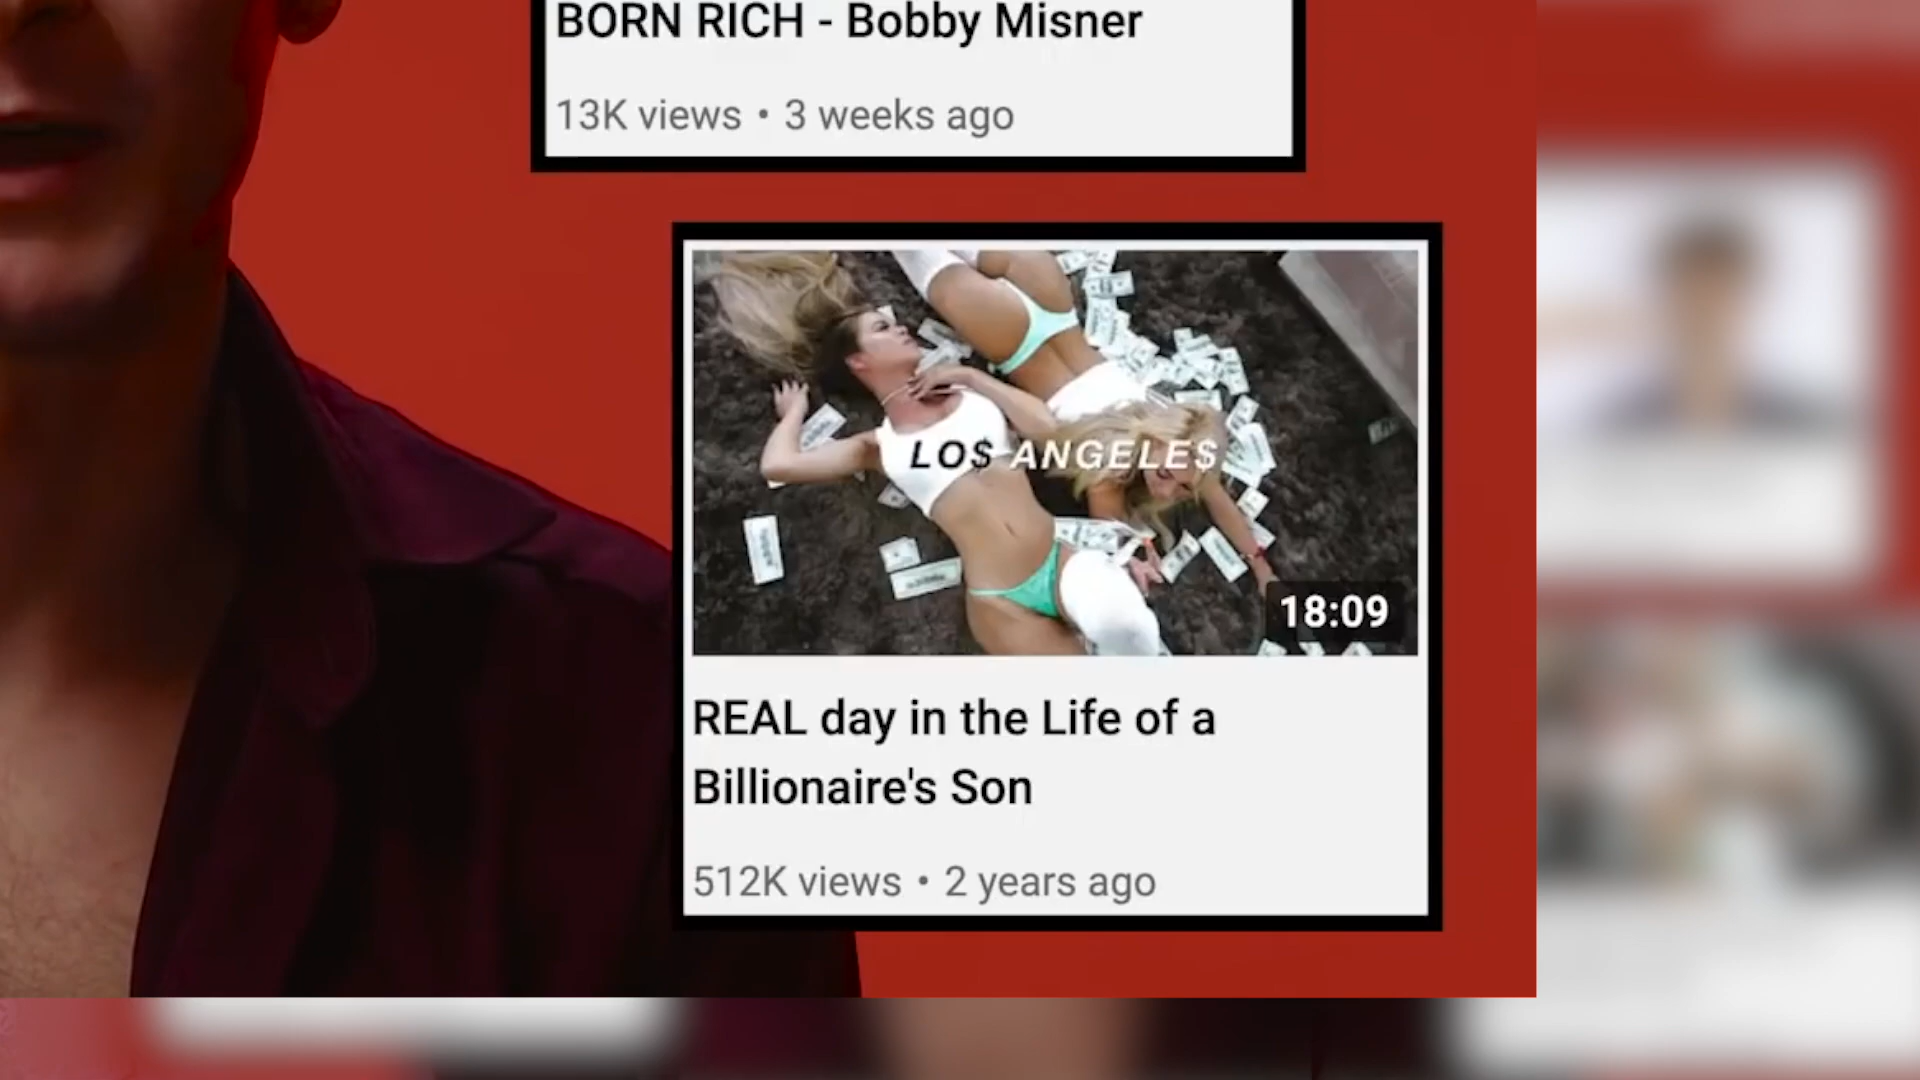 BORN RICH - Bobby Misner
13K views • 3 weeks ago
LO$ ANGELE$
18:09
REAL day in the Life of a
Billionaire's Son
512K views • 2 years ago